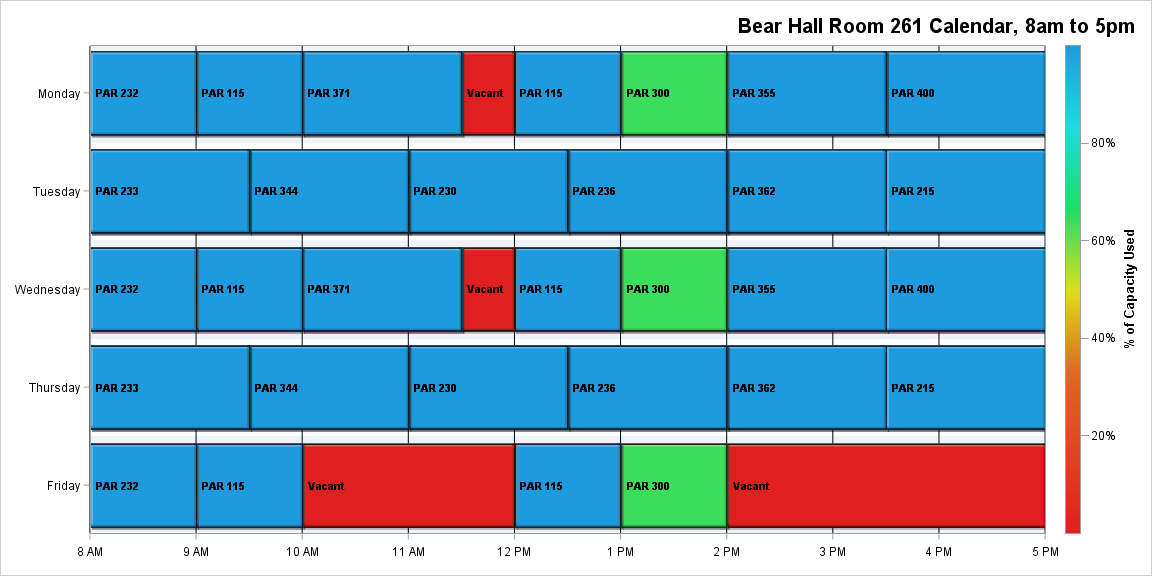 Bear Hall Room 261 Calendar, 8am to 5pm
Monday PAR 232 PAR 115 PAR 371 Vacant PAR 115 PAR 300 PAR 355 PAR 400
Tuesday PAR 233 PAR 344 PAR 230 PAR 236 PAR 362 PAR 215
Wednesday PAR 232 PAR 115 PAR 371 Vacant PAR 115 PAR 300 PAR 355 PAR 400
Thursday PAR 233 PAR 344 PAR 230 PAR 236 PAR 362 PAR 215
Friday PAR 232 PAR 115 Vacant PAR 115 PAR 300 Vacant
8 AM 9 AM 10 AM 11 AM 12 PM 1 PM 2 PM 3 PM 4 PM 5 PM
80%
60%
40%
20%
% of Capacity Used